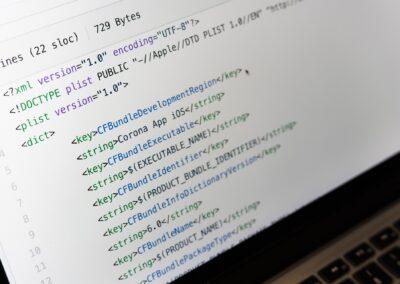 ines (22 sloc) 729 Bytes
<?xml version="1.0" encoding="UTF-8"?>
<!DOCTYPE plist PUBLIC "-//Apple//DTD PLIST 1.0//EN" "http://
<plist version="1.0">
<dict>
<key>CFBundleDevelopmentRegion</key>
<string>Corona App iOS</string>
<key>CFBundleExecutable</key>
<string>$(EXECUTABLE_NAME)</string>
<key>CFBundleIdentifier</key>
<string>$(PRODUCT_BUNDLE_IDENTIFIER)</string>
<key>CFBundleInfoDictionaryVersion</key>
<string>6.0</string>
<key>CFBundleName</key>
<string>$(PRODUCT_NAME)</string>
<key>CFBundlePackageType</key>
5
6
7
8
9
10
11
12